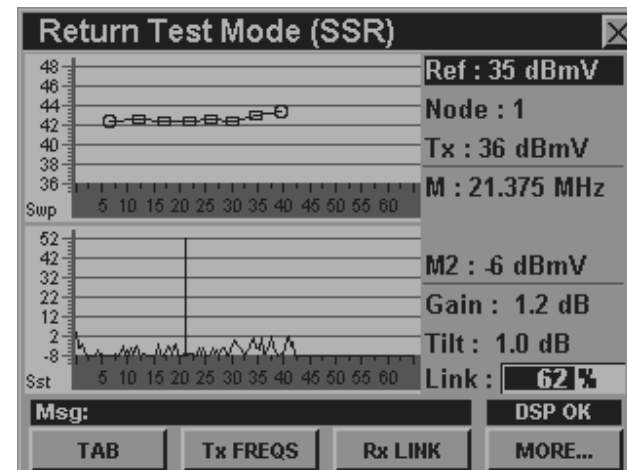 Return Test Mode (SSR)
48
46
44
42
40
38
36
Swp
5 10 15 20 25 30 35 40 45 50 55 60
52
42
32
22
12
2
-8
Sst
5 10 15 20 25 30 35 40 45 50 55 60
Ref : 35 dBmV
Node : 1
Tx : 36 dBmV
M : 21.375 MHz
M2 : -6 dBmV
Gain : 1.2 dB
Tilt : 1.0 dB
Link : 62 %
Msg:
DSP OK
TAB
Tx FREQS
Rx LINK
MORE...